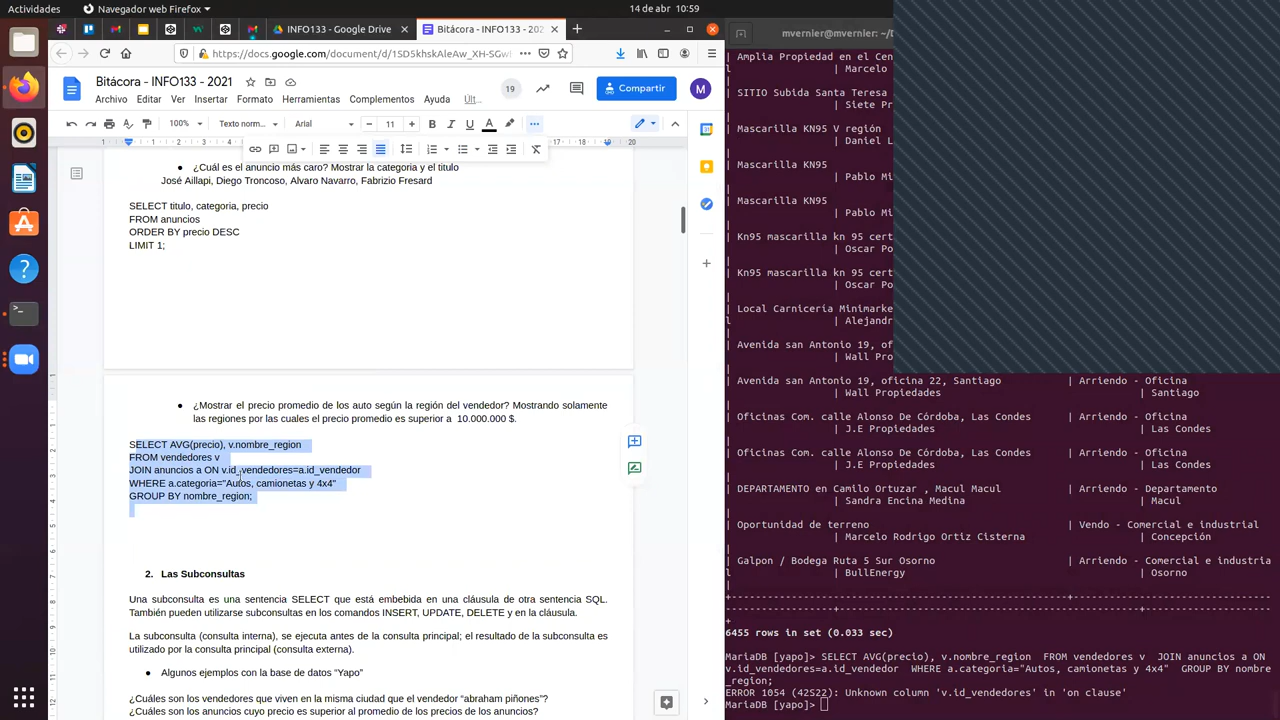 Actividades
Navegador web Firefox
14 de abr 10:59
INFO133 - Google Drive
Bitácora - INFO133 - 202
https://docs.google.com/document/d/1SD5khskAleAw_XH-SGwI
mvernier@mvernier: ~/D
Bitácora - INFO133 - 2021
Archivo Editar Ver Insertar Formato Herramientas Complementos Ayuda Últ...
19
Compartir
M
100% Texto norm... Arial 11
¿Cuál es el anuncio más caro? Mostrar la categoria y el titulo
José Aillapi, Diego Troncoso, Alvaro Navarro, Fabrizio Fresard
SELECT titulo, categoria, precio
FROM anuncios
ORDER BY precio DESC
LIMIT 1;
¿Mostrar el precio promedio de los auto según la región del vendedor? Mostrando solamente
las regiones por las cuales el precio promedio es superior a 10.000.000 $.
SELECT AVG(precio), v.nombre_region
FROM vendedores v
JOIN anuncios a ON v.id_vendedores=a.id_vendedor
WHERE a.categoria="Autos, camionetas y 4x4"
GROUP BY nombre_region;
2. Las Subconsultas
Una subconsulta es una sentencia SELECT que está embebida en una cláusula de otra sentencia SQL.
También pueden utilizarse subconsultas en los comandos INSERT, UPDATE, DELETE y en la cláusula.
La subconsulta (consulta interna), se ejecuta antes de la consulta principal; el resultado de la subconsulta es
utilizado por la consulta principal (consulta externa).
Algunos ejemplos con la base de datos "Yapo"
¿Cuáles son los vendedores que viven en la misma ciudad que el vendedor "abraham piñones"?
¿Cuáles son los anuncios cuyo precio es superior al promedio de los precios de los anuncios?
| Amplia Propiedad en el Cen
l | Marcelo
| SITIO Subida Santa Teresa
| Siete Pr
| Mascarilla KN95 V región
| Daniel L
| Mascarilla KN95
| Pablo Mi
| Mascarilla KN95
| Pablo Mi
| Kn95 mascarilla kn 95 cert
| Oscar Po
| Kn95 mascarilla kn 95 cert
| Oscar Po
| Local Carniceria Minimarke
l | Alejandr
| Avenida san Antonio 19, of
| Wall Pro
| Avenida san Antonio 19, oficina 22, Santiago | Arriendo - Oficina
| Wall Propiedades | Santiago
| Oficinas Com. calle Alonso De Córdoba, Las Condes | Arriendo - Oficina
| J.E Propiedades | Las Condes
| Oficinas Com. calle Alonso De Córdoba, Las Condes | Arriendo - Oficina
| J.E Propiedades | Las Condes
| DEPARTAMENTO en Camilo Ortuzar , Macul Macul | Arriendo - Departamento
| Sandra Encina Medina | Macul
| Oportunidad de terreno | Vendo - Comercial e industrial
| Marcelo Rodrigo Ortiz Cisterna | Concepción
| Galpon / Bodega Ruta 5 Sur Osorno | Arriendo - Comercial e industria
l | BullEnergy | Osorno
6455 rows in set (0.033 sec)
MariaDB [yapo]> SELECT AVG(precio), v.nombre_region FROM vendedores v JOIN anuncios a ON
v.id_vendedores=a.id_vendedor WHERE a.categoria="Autos, camionetas y 4x4" GROUP BY nombre
_region;
ERROR 1054 (42S22): Unknown column 'v.id_vendedores' in 'on clause'
MariaDB [yapo]>